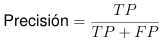 Precisión = TP / (TP + FP)